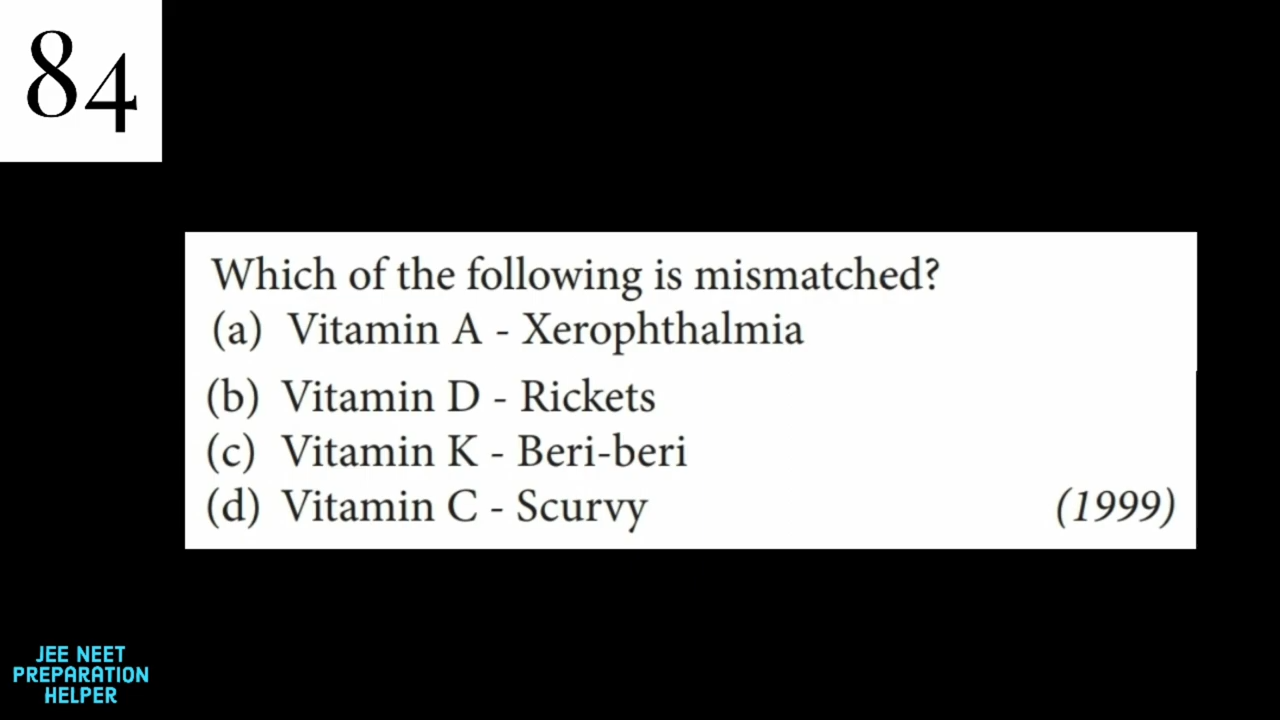 84
Which of the following is mismatched?
(a) Vitamin A - Xerophthalmia
(b) Vitamin D - Rickets
(c) Vitamin K - Beri-beri
(d) Vitamin C - Scurvy (1999)
JEE NEET
PREPARATION
HELPER